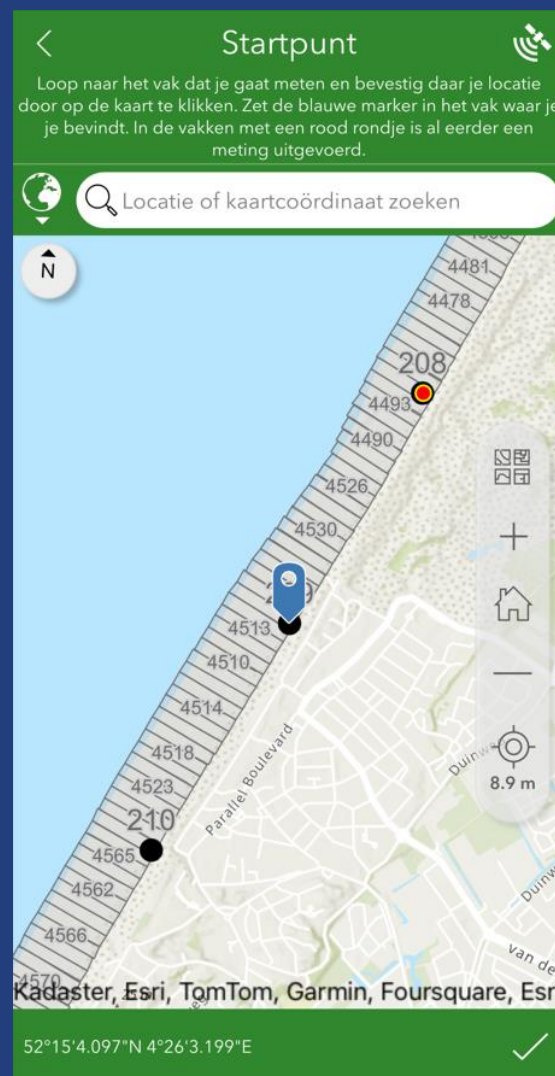 Startpunt
Loop naar het vak dat je gaat meten en bevestig daar je locatie
door op de kaart te klikken. Zet de blauwe marker in het vak waar je
je bevindt. In de vakken met een rood rondje is al eerder een
meting uitgevoerd.
Locatie of kaartcoördinaat zoeken
N
4481
4478
208
4493
4490
4526
4530
4513
4510
4514
Parallel Boulevard
4518
8.9 m
4523
210
4565
4562
4566
van de
4570
Kadaster, Esri, TomTom, Garmin, Foursquare, Esr
52°15'4.097"N 4°26'3.199"E